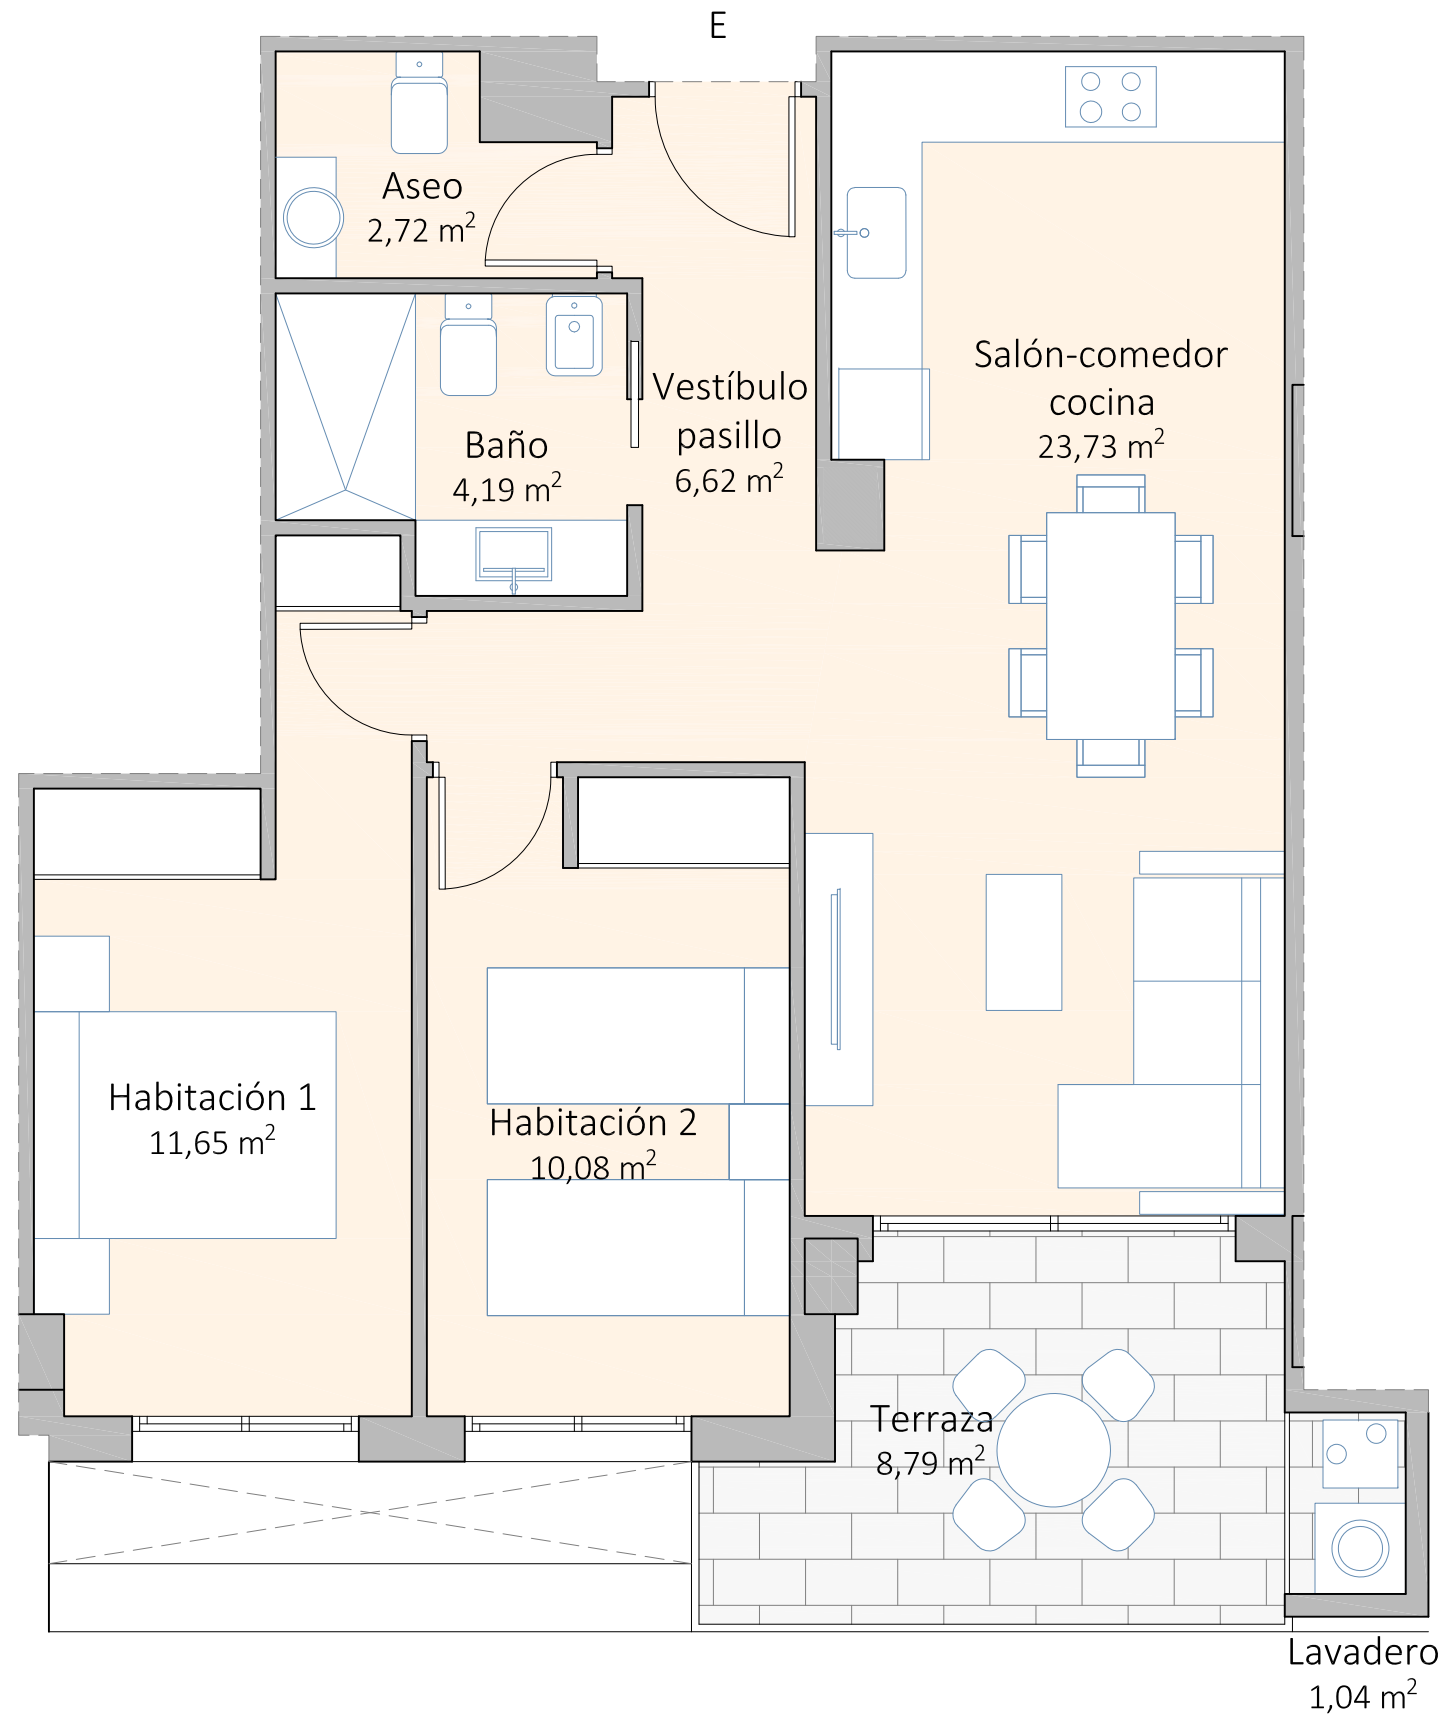 E
Aseo
2,72 m²
Salón-comedor
cocina
23,73 m²
Vestíbulo
pasillo
6,62 m²
Baño
4,19 m²
Habitación 1
11,65 m²
Habitación 2
10,08 m²
Terraza
8,79 m²
Lavadero
1,04 m²